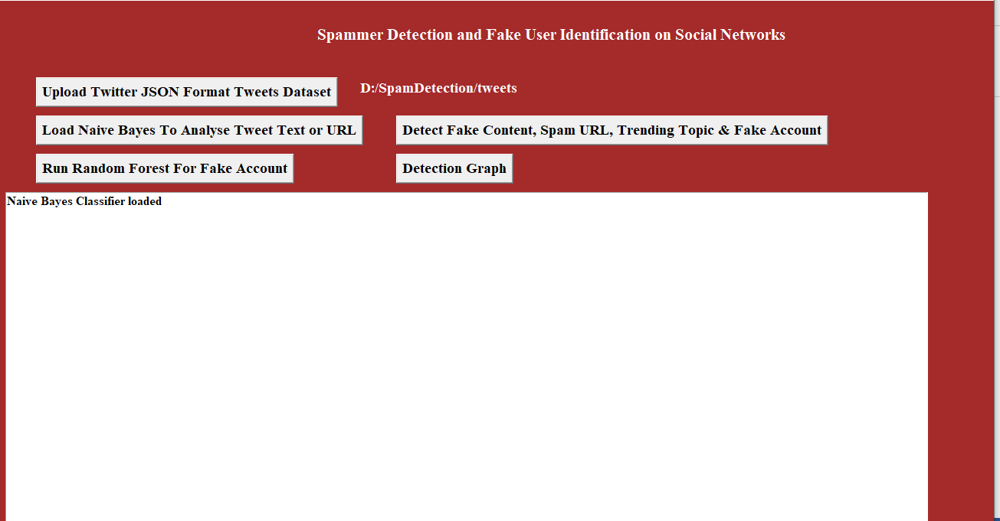 Spammer Detection and Fake User Identification on Social Networks
Upload Twitter JSON Format Tweets Dataset
D:/SpamDetection/tweets
Load Naive Bayes To Analyse Tweet Text or URL
Detect Fake Content, Spam URL, Trending Topic & Fake Account
Run Random Forest For Fake Account
Detection Graph
Naive Bayes Classifier loaded